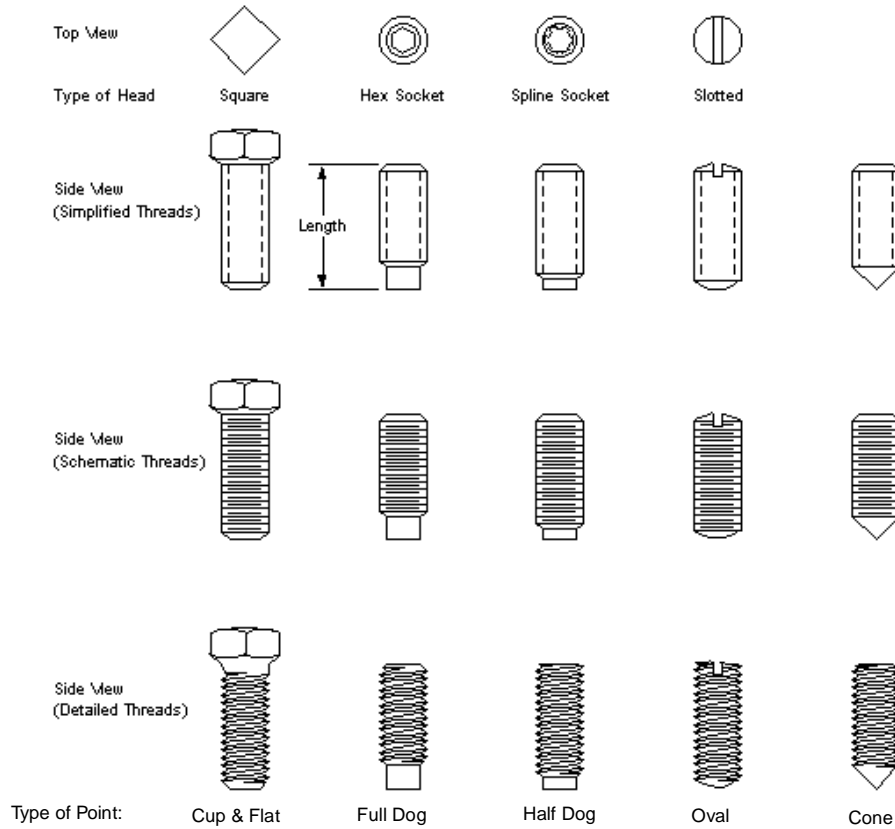 Top View
Type of Head Square Hex Socket Spline Socket Slotted
Side View
(Simplified Threads)
Length
Side View
(Schematic Threads)
Side View
(Detailed Threads)
Type of Point: Cup & Flat Full Dog Half Dog Oval Cone